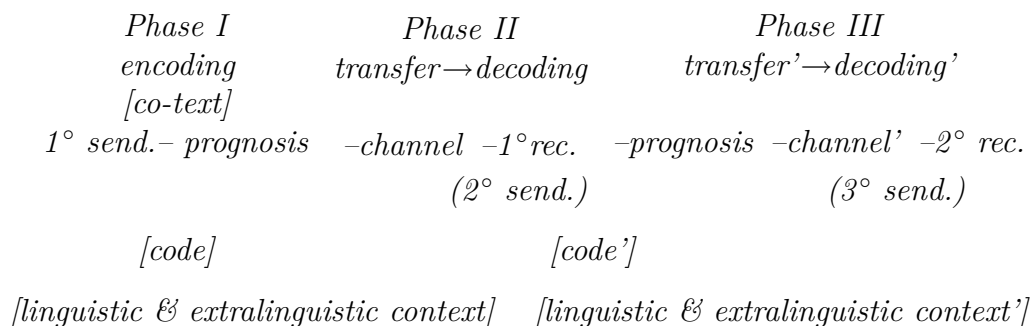 Phase I Phase II Phase III
encoding transfer→decoding transfer’→decoding’
[co-text]
1° send.– prognosis –channel –1°rec. –prognosis –channel’ –2° rec.
(2° send.) (3° send.)
[code] [code’]
[linguistic & extralinguistic context] [linguistic & extralinguistic context’]